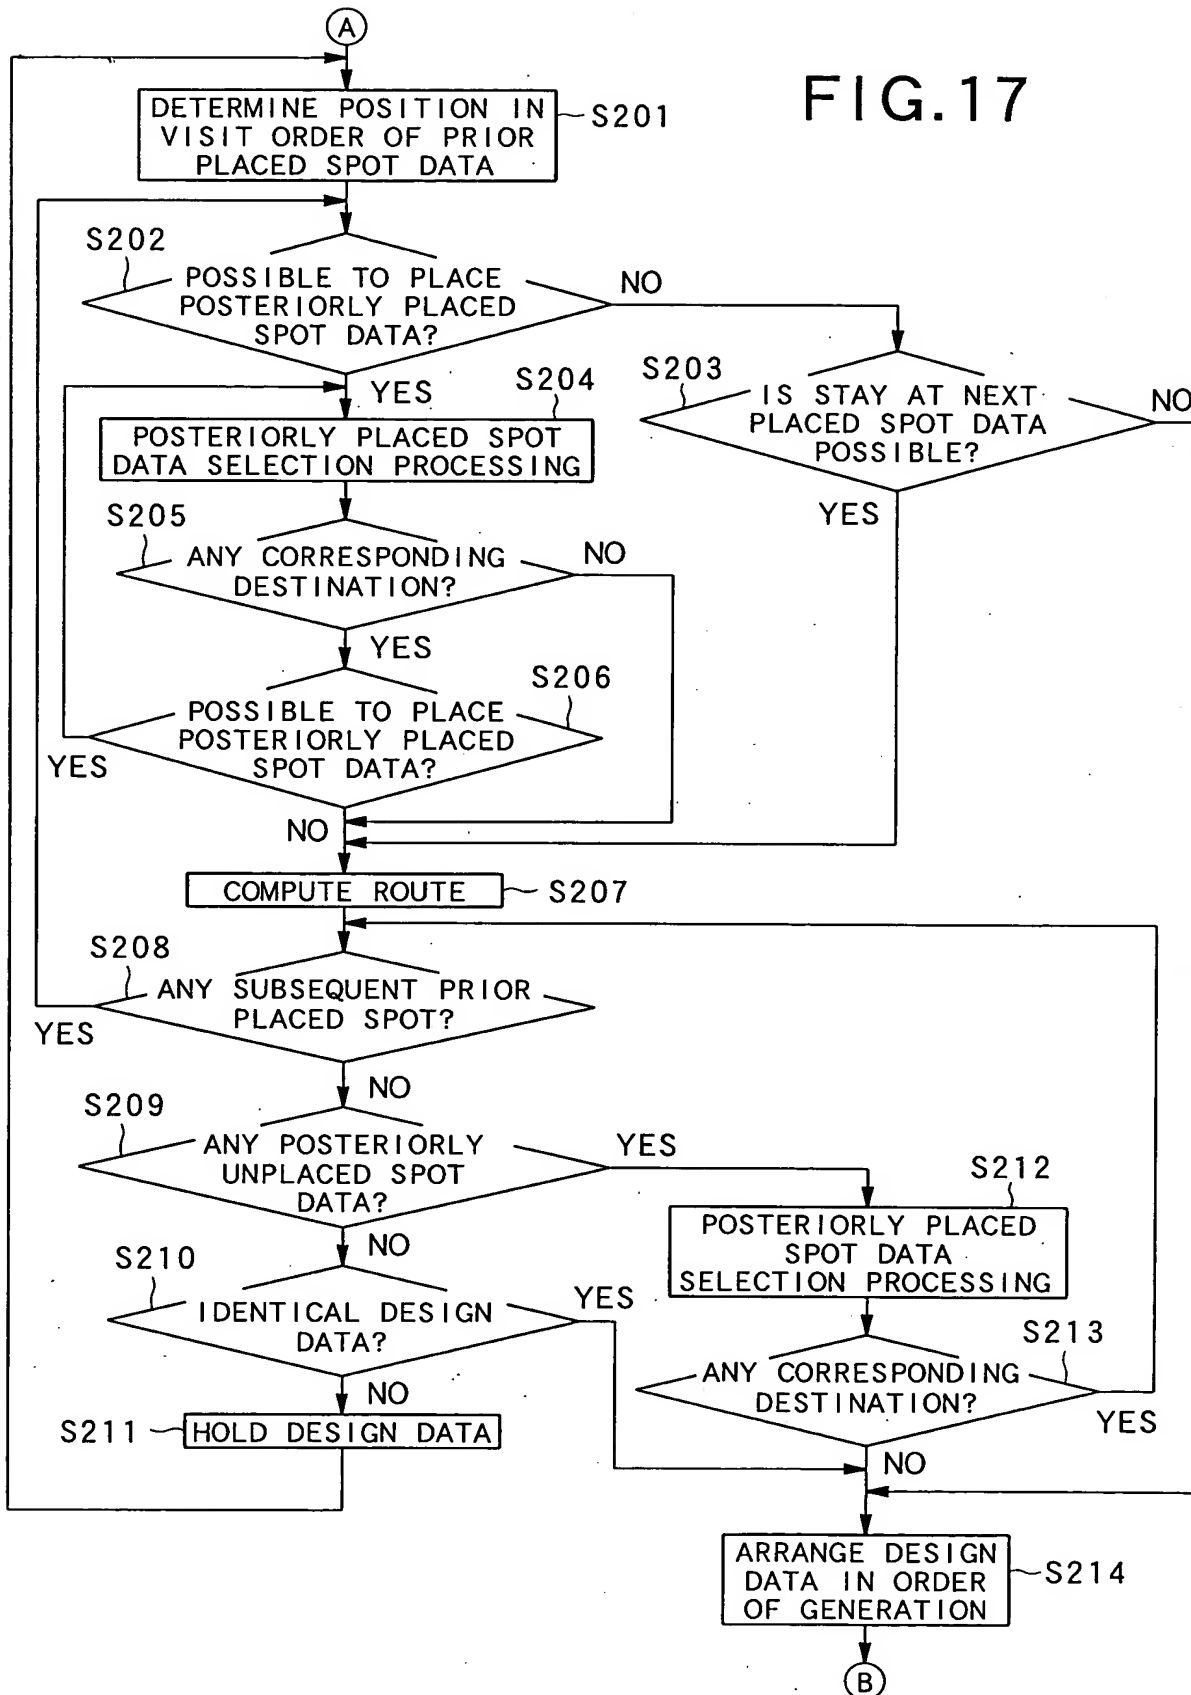 A
FIG.17
DETERMINE POSITION IN
VISIT ORDER OF PRIOR
PLACED SPOT DATA
S201
S202
POSSIBLE TO PLACE
POSTERIORLY PLACED
SPOT DATA?
NO
YES
S203
IS STAY AT NEXT
PLACED SPOT DATA
POSSIBLE?
NO
YES
S204
POSTERIORLY PLACED SPOT
DATA SELECTION PROCESSING
S205
ANY CORRESPONDING
DESTINATION?
NO
YES
S206
POSSIBLE TO PLACE
POSTERIORLY PLACED
SPOT DATA?
YES
NO
COMPUTE ROUTE
S207
S208
ANY SUBSEQUENT PRIOR
PLACED SPOT?
YES
NO
S209
ANY POSTERIORLY
UNPLACED SPOT
DATA?
YES
NO
S212
POSTERIORLY PLACED
SPOT DATA
SELECTION PROCESSING
S210
IDENTICAL DESIGN
DATA?
YES
NO
S213
ANY CORRESPONDING
DESTINATION?
YES
NO
S211
HOLD DESIGN DATA
ARRANGE DESIGN
DATA IN ORDER
OF GENERATION
S214
B